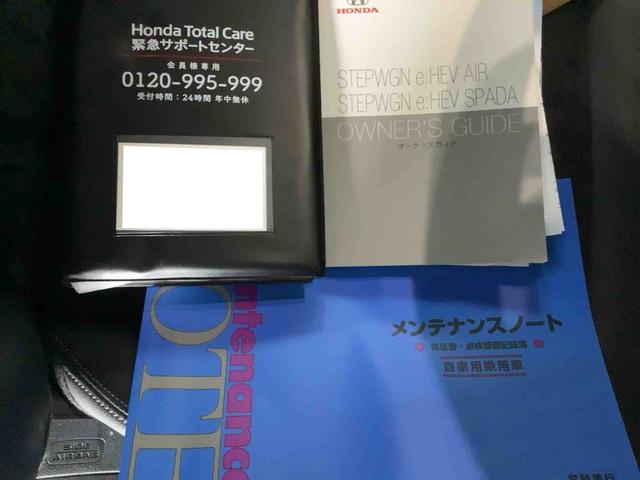 Honda Total Care
緊急サポートセンター
会員様専用
0120-995-999
受付時間:24時間 年中無休
HONDA
STEPWGN e:HEV AIR
STEPWGN e:HEV SPADA
OWNER'S GUIDE
オーナーズガイド
メンテナンスノート
保証書・点検整備記録簿
自家用乗用車
ntenance
OTE
SIDE
AIRBAG